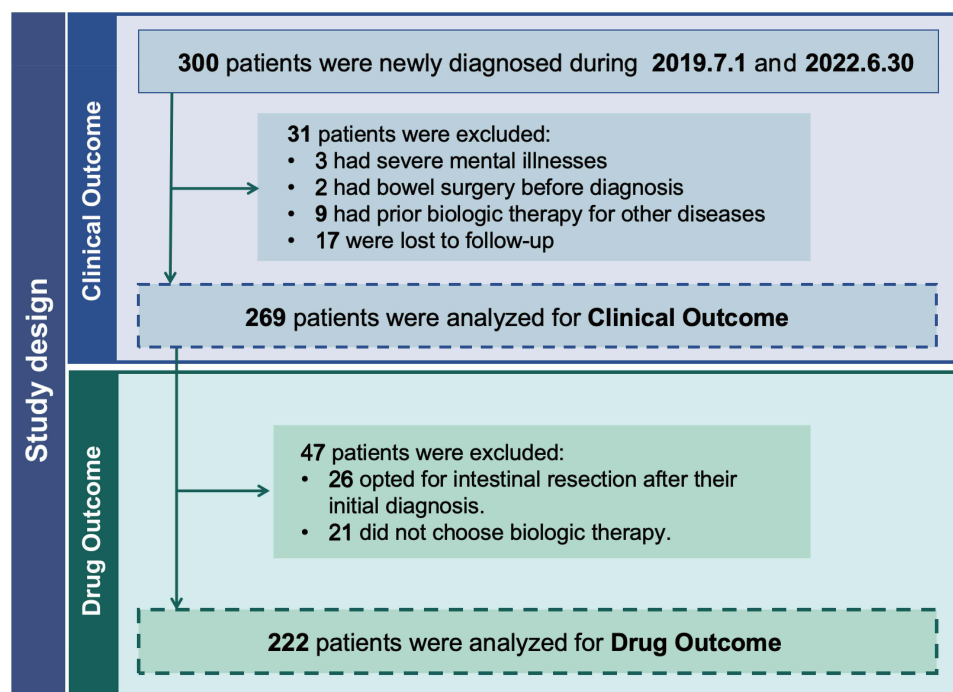 Study design
Clinical Outcome
300 patients were newly diagnosed during 2019.7.1 and 2022.6.30
31 patients were excluded:
• 3 had severe mental illnesses
• 2 had bowel surgery before diagnosis
• 9 had prior biologic therapy for other diseases
• 17 were lost to follow-up
269 patients were analyzed for Clinical Outcome
Drug Outcome
47 patients were excluded:
• 26 opted for intestinal resection after their
initial diagnosis.
• 21 did not choose biologic therapy.
222 patients were analyzed for Drug Outcome